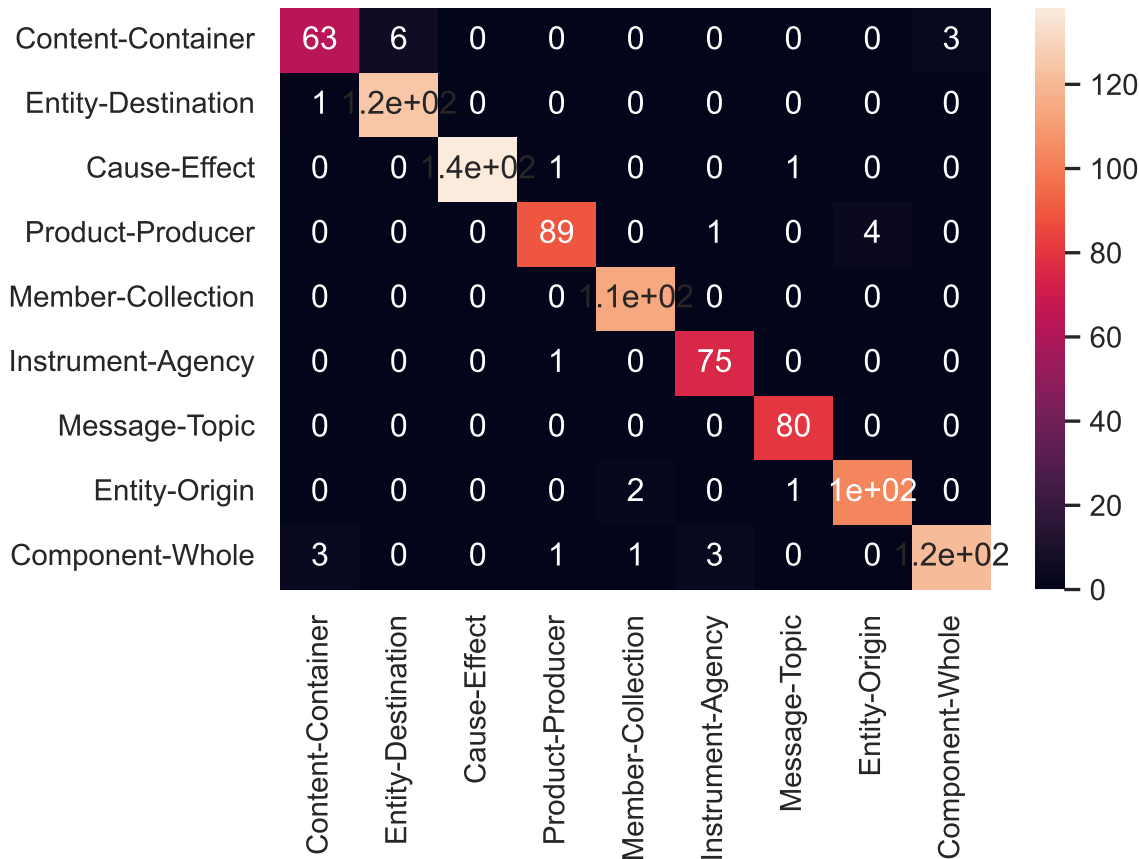 Content-Container 63 6 0 0 0 0 0 0 3
Entity-Destination 1 1.2e+02 0 0 0 0 0 0 0
Cause-Effect 0 0 1.4e+02 1 0 0 1 0 0
Product-Producer 0 0 0 89 0 1 0 4 0
Member-Collection 0 0 0 0 1.1e+02 0 0 0 0
Instrument-Agency 0 0 0 1 0 75 0 0 0
Message-Topic 0 0 0 0 0 0 80 0 0
Entity-Origin 0 0 0 0 2 0 1 1e+02 0
Component-Whole 3 0 0 1 1 3 0 0 1.2e+02
Content-Container
Entity-Destination
Cause-Effect
Product-Producer
Member-Collection
Instrument-Agency
Message-Topic
Entity-Origin
Component-Whole
120
100
80
60
40
20
0